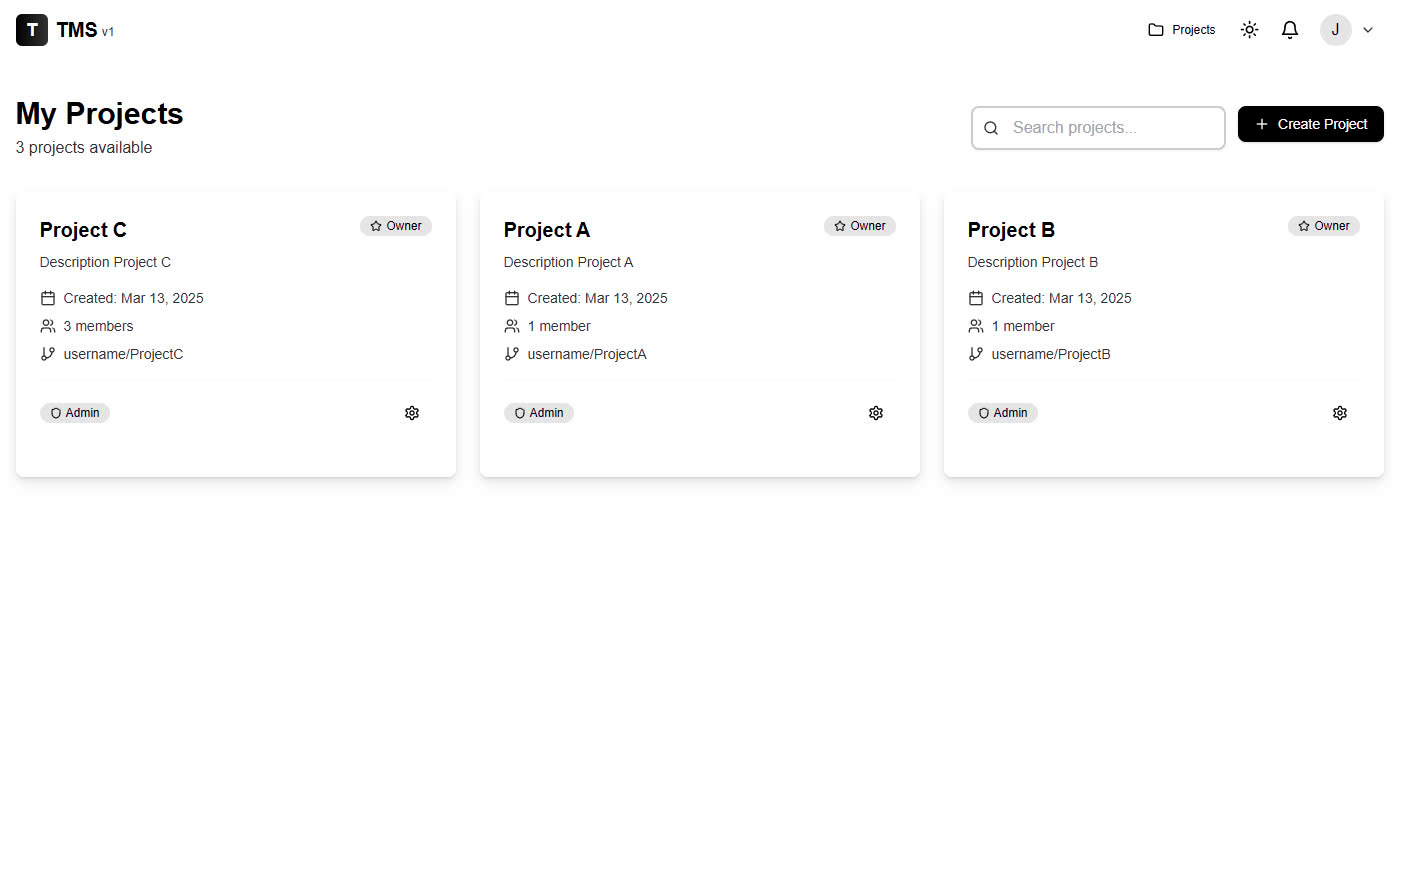 T TMS v1
Projects
J
My Projects
3 projects available
Search projects...
Create Project
Project C
Owner
Description Project C
Created: Mar 13, 2025
3 members
username/ProjectC
Admin
Project A
Owner
Description Project A
Created: Mar 13, 2025
1 member
username/ProjectA
Admin
Project B
Owner
Description Project B
Created: Mar 13, 2025
1 member
username/ProjectB
Admin